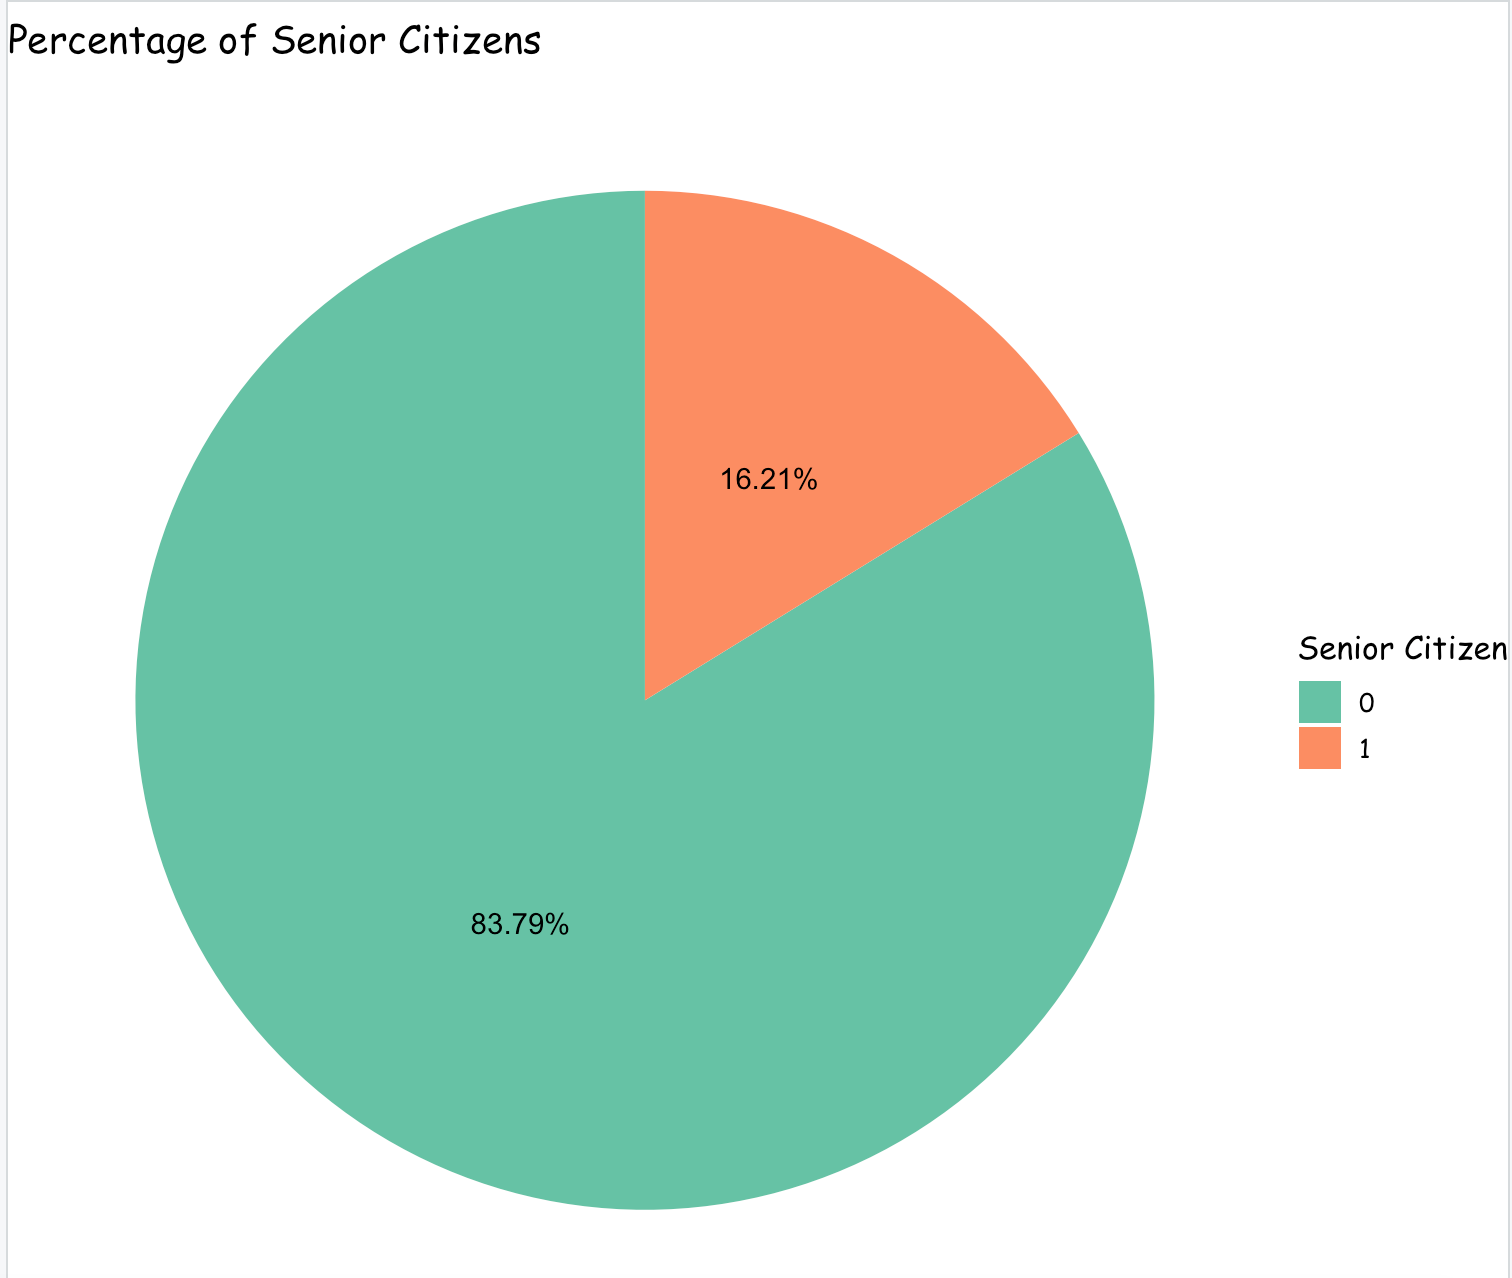 Percentage of Senior Citizens
16.21%
83.79%
Senior Citizen
0
1